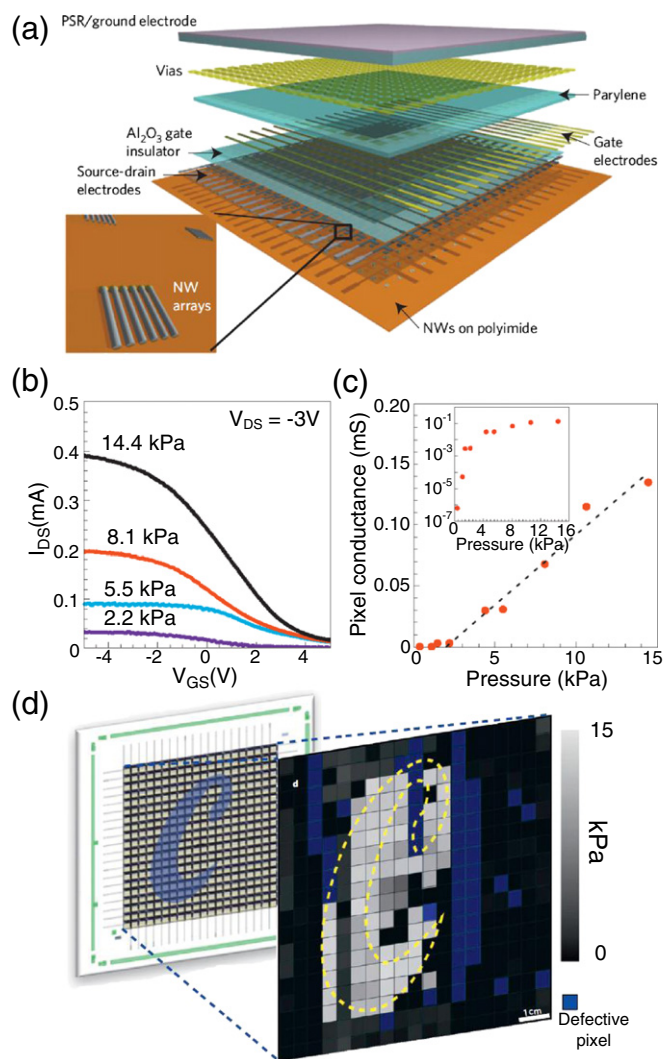 (a)
PSR/ground electrode
Vias
Parylene
Al2O3 gate
insulator
Gate
electrodes
Source-drain
electrodes
NW
arrays
NWs on polyimide
(b)
0.5
0.4
0.3
0.2
0.1
0
VDS = -3V
14.4 kPa
8.1 kPa
5.5 kPa
2.2 kPa
IDS(mA)
-4 -2 0 2 4
VGS(V)
(c)
0.20
0.15
0.10
0.05
0
10-1
10-3
10-5
10-7
0 4 8 12 16
Pressure (kPa)
Pixel conductance (mS)
0 5 10 15
Pressure (kPa)
(d)
d
15
kPa
0
1 cm
Defective
pixel